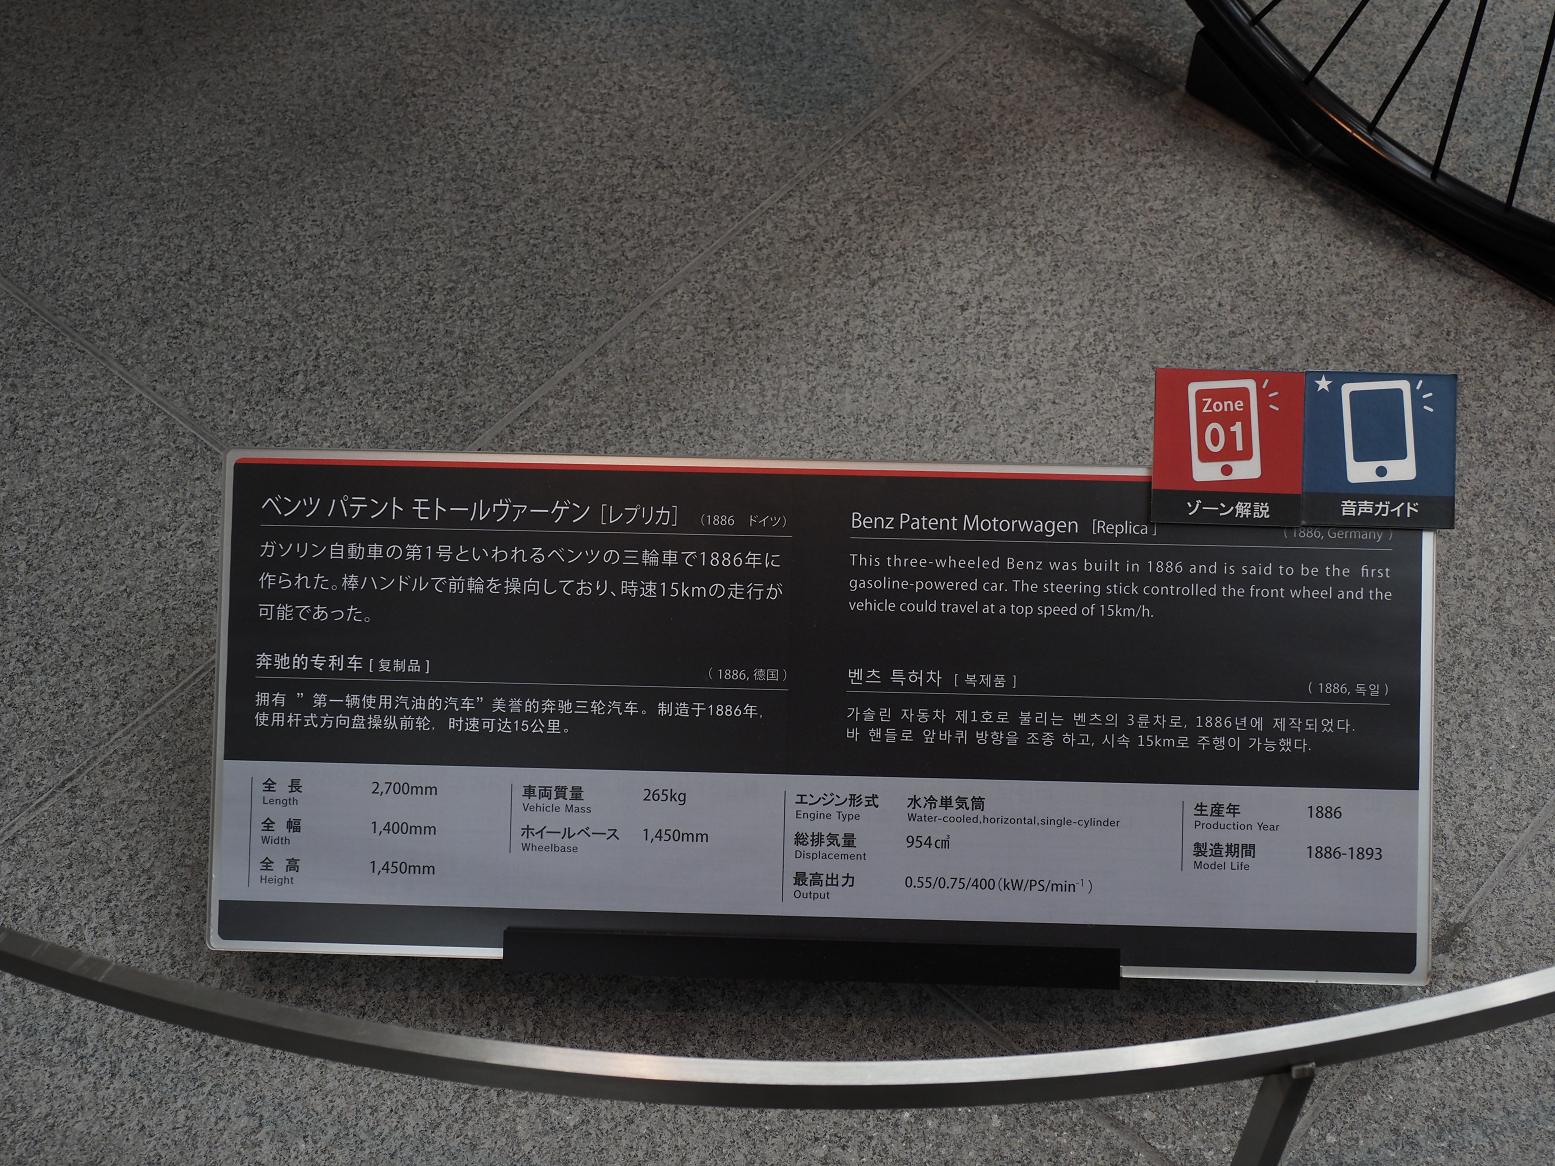 Zone
01
ゾーン解説
音声ガイド
ベンツ パテント モトールヴァーゲン [レプリカ] (1886 ドイツ)
ガソリン自動車の第1号といわれるベンツの三輪車で1886年に
作られた。棒ハンドルで前輪を操向しており、時速15kmの走行が
可能であった。
Benz Patent Motorwagen [Replica] (1886, Germany)
This three-wheeled Benz was built in 1886 and is said to be the first
gasoline-powered car. The steering stick controlled the front wheel and the
vehicle could travel at a top speed of 15km/h.
奔驰的专利车 [复制品] (1886, 德国)
拥有 ”第一辆使用汽油的汽车”美誉的奔驰三轮汽车。制造于1886年,
使用杆式方向盘操纵前轮, 时速可达15公里。
벤츠 특허차 [복제품] (1886, 독일)
가솔린 자동차 제1호로 불리는 벤츠의 3륜차로, 1886년에 제작되었다.
바 핸들로 앞바퀴 방향을 조종 하고, 시속 15km로 주행이 가능했다.
全長 2,700mm
Length
全幅 1,400mm
Width
全高 1,450mm
Height
車両質量 265kg
Vehicle Mass
ホイールベース 1,450mm
Wheelbase
エンジン形式 水冷単気筒
Engine Type Water-cooled,horizontal,single-cylinder
総排気量 954㎤
Displacement
最高出力 0.55/0.75/400(kW/PS/min⁻¹)
Output
生産年 1886
Production Year
製造期間 1886-1893
Model Life